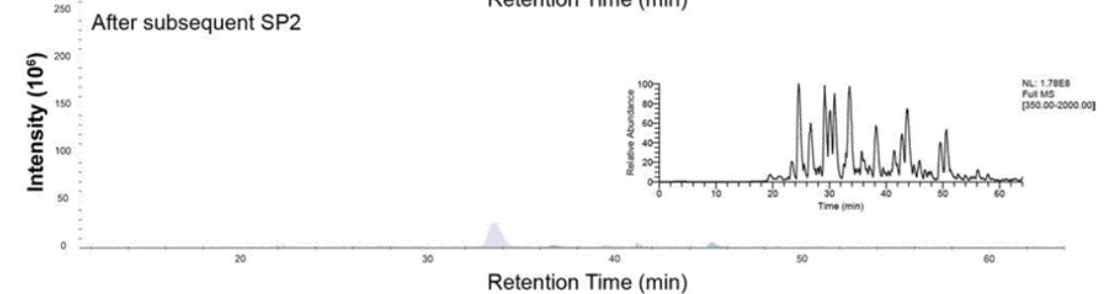 Retention Time (min)
250
After subsequent SP2
200
150
100
50
0
Intensity (10⁶)
100
80
60
40
20
0
Relative Abundance
0 10 20 30 40 50 60
Time (min)
NL: 1.78E8
Full MS
[350.00-2000.00]
20 30 40 50 60
Retention Time (min)